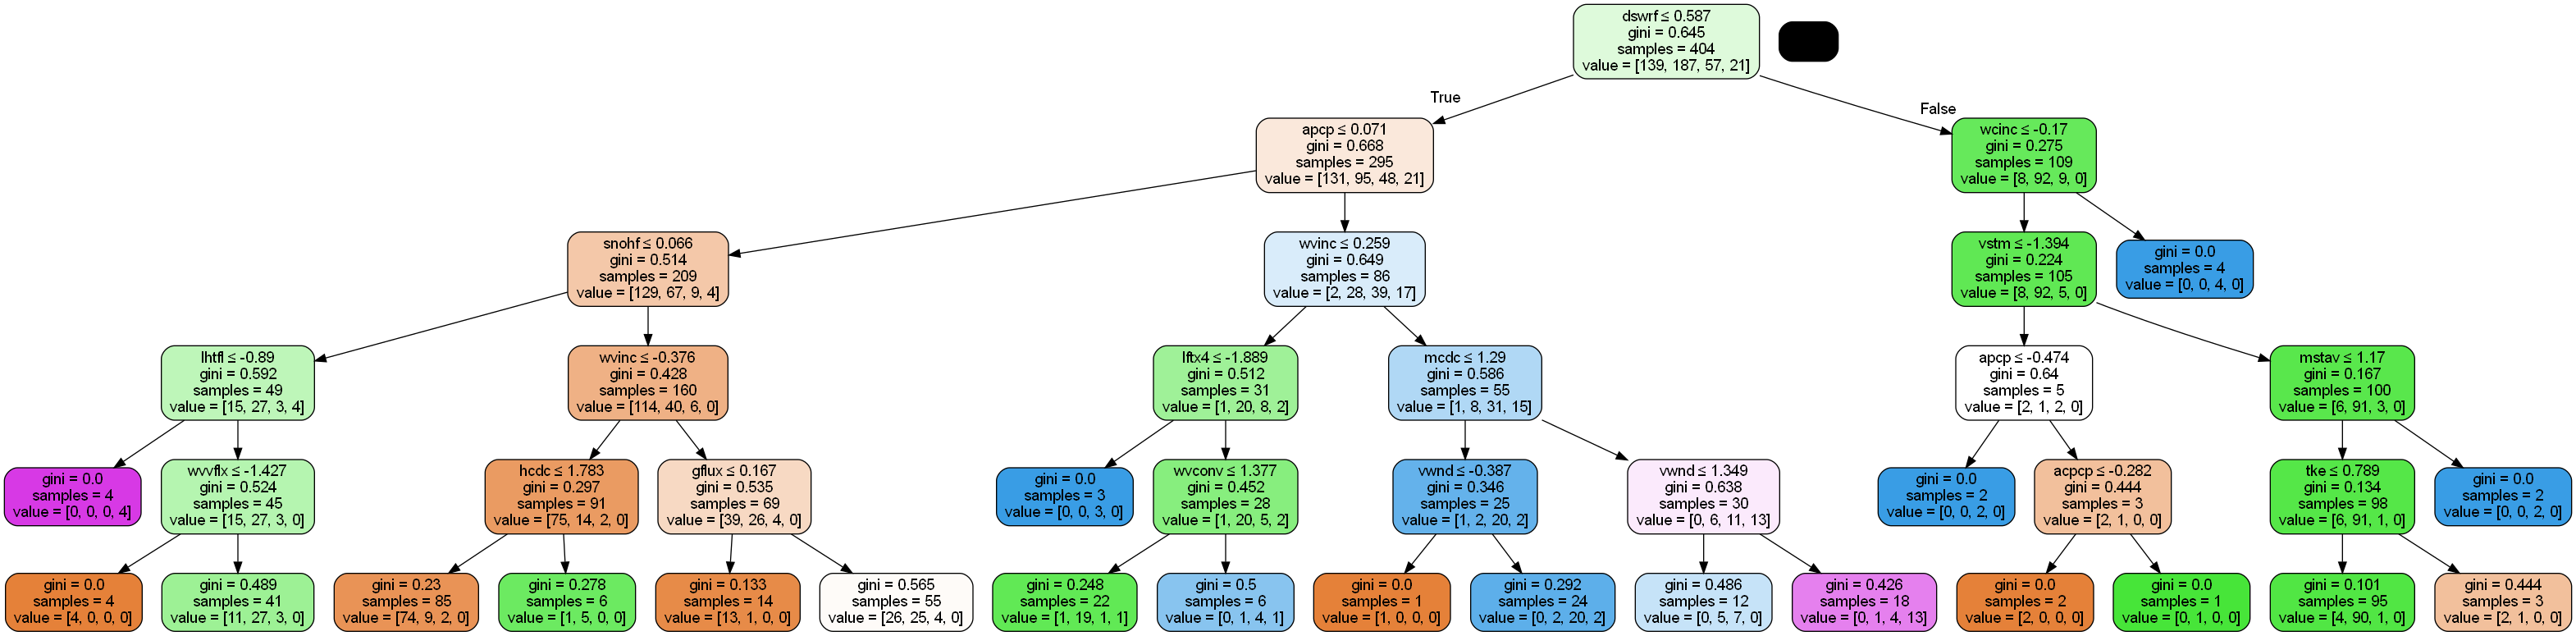 dswrf ≤ 0.587
gini = 0.645
samples = 404
value = [139, 187, 57, 21]
True
False
apcp ≤ 0.071
gini = 0.668
samples = 295
value = [131, 95, 48, 21]
wcinc ≤ -0.17
gini = 0.275
samples = 109
value = [8, 92, 9, 0]
snohf ≤ 0.066
gini = 0.514
samples = 209
value = [129, 67, 9, 4]
wvinc ≤ 0.259
gini = 0.649
samples = 86
value = [2, 28, 39, 17]
vstm ≤ -1.394
gini = 0.224
samples = 105
value = [8, 92, 5, 0]
gini = 0.0
samples = 4
value = [0, 0, 4, 0]
lhtfl ≤ -0.89
gini = 0.592
samples = 49
value = [15, 27, 3, 4]
wvinc ≤ -0.376
gini = 0.428
samples = 160
value = [114, 40, 6, 0]
lftx4 ≤ -1.889
gini = 0.512
samples = 31
value = [1, 20, 8, 2]
mcdc ≤ 1.29
gini = 0.586
samples = 55
value = [1, 8, 31, 15]
apcp ≤ -0.474
gini = 0.64
samples = 5
value = [2, 1, 2, 0]
mstav ≤ 1.17
gini = 0.167
samples = 100
value = [6, 91, 3, 0]
gini = 0.0
samples = 4
value = [0, 0, 0, 4]
wvvflx ≤ -1.427
gini = 0.524
samples = 45
value = [15, 27, 3, 0]
hcdc ≤ 1.783
gini = 0.297
samples = 91
value = [75, 14, 2, 0]
gflux ≤ 0.167
gini = 0.535
samples = 69
value = [39, 26, 4, 0]
gini = 0.0
samples = 3
value = [0, 0, 3, 0]
wvconv ≤ 1.377
gini = 0.452
samples = 28
value = [1, 20, 5, 2]
vwnd ≤ -0.387
gini = 0.346
samples = 25
value = [1, 2, 20, 2]
vwnd ≤ 1.349
gini = 0.638
samples = 30
value = [0, 6, 11, 13]
gini = 0.0
samples = 2
value = [0, 0, 2, 0]
acpcp ≤ -0.282
gini = 0.444
samples = 3
value = [2, 1, 0, 0]
tke ≤ 0.789
gini = 0.134
samples = 98
value = [6, 91, 1, 0]
gini = 0.0
samples = 2
value = [0, 0, 2, 0]
gini = 0.0
samples = 4
value = [4, 0, 0, 0]
gini = 0.489
samples = 41
value = [11, 27, 3, 0]
gini = 0.23
samples = 85
value = [74, 9, 2, 0]
gini = 0.278
samples = 6
value = [1, 5, 0, 0]
gini = 0.133
samples = 14
value = [13, 1, 0, 0]
gini = 0.565
samples = 55
value = [26, 25, 4, 0]
gini = 0.248
samples = 22
value = [1, 19, 1, 1]
gini = 0.5
samples = 6
value = [0, 1, 4, 1]
gini = 0.0
samples = 1
value = [1, 0, 0, 0]
gini = 0.292
samples = 24
value = [0, 2, 20, 2]
gini = 0.486
samples = 12
value = [0, 5, 7, 0]
gini = 0.426
samples = 18
value = [0, 1, 4, 13]
gini = 0.0
samples = 2
value = [2, 0, 0, 0]
gini = 0.0
samples = 1
value = [0, 1, 0, 0]
gini = 0.101
samples = 95
value = [4, 90, 1, 0]
gini = 0.444
samples = 3
value = [2, 1, 0, 0]